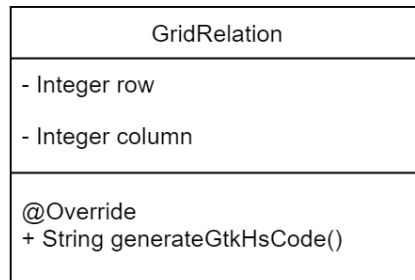 GridRelation
- Integer row
- Integer column
@Override
+ String generateGtkHsCode()